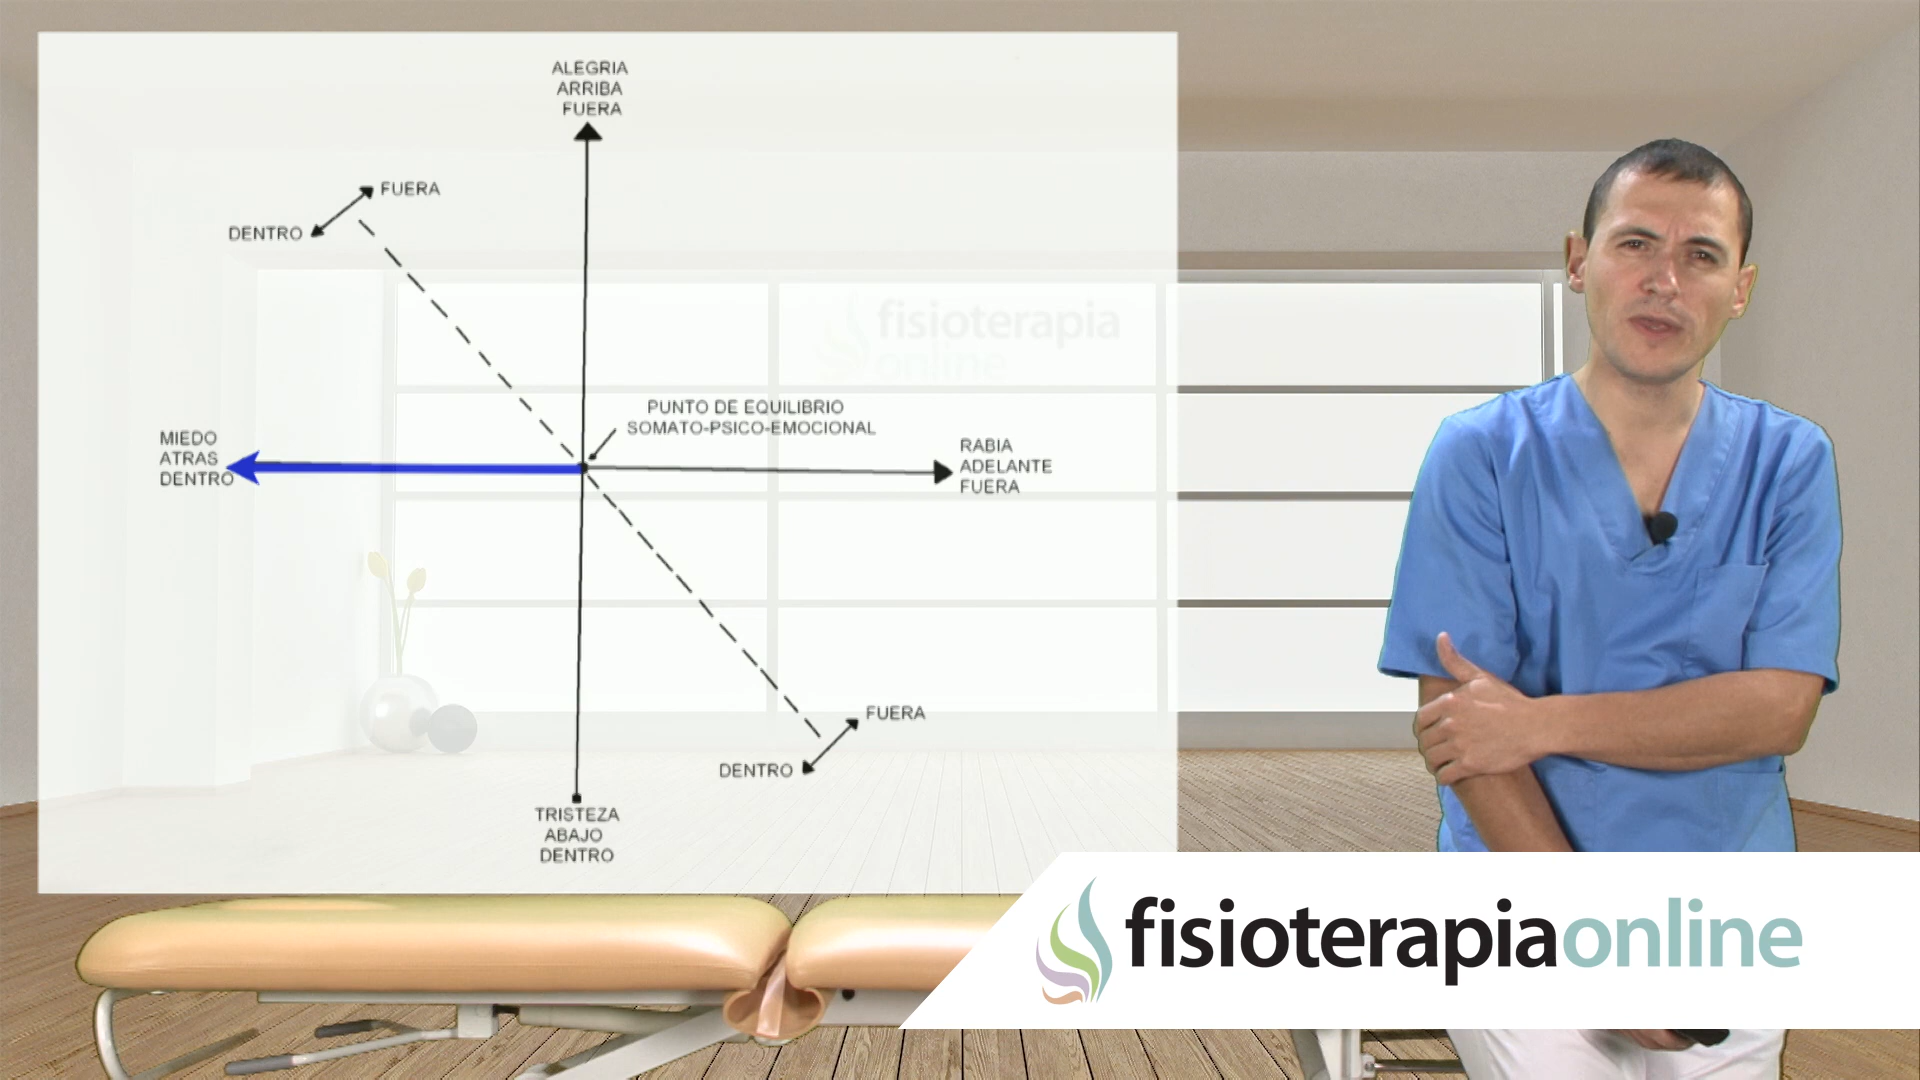 ALEGRIA
ARRIBA
FUERA
FUERA
DENTRO
fisioterapia
online
PUNTO DE EQUILIBRIO
SOMATO-PSICO-EMOCIONAL
MIEDO
ATRAS
DENTRO
RABIA
ADELANTE
FUERA
FUERA
DENTRO
TRISTEZA
ABAJO
DENTRO
fisioterapiaonline